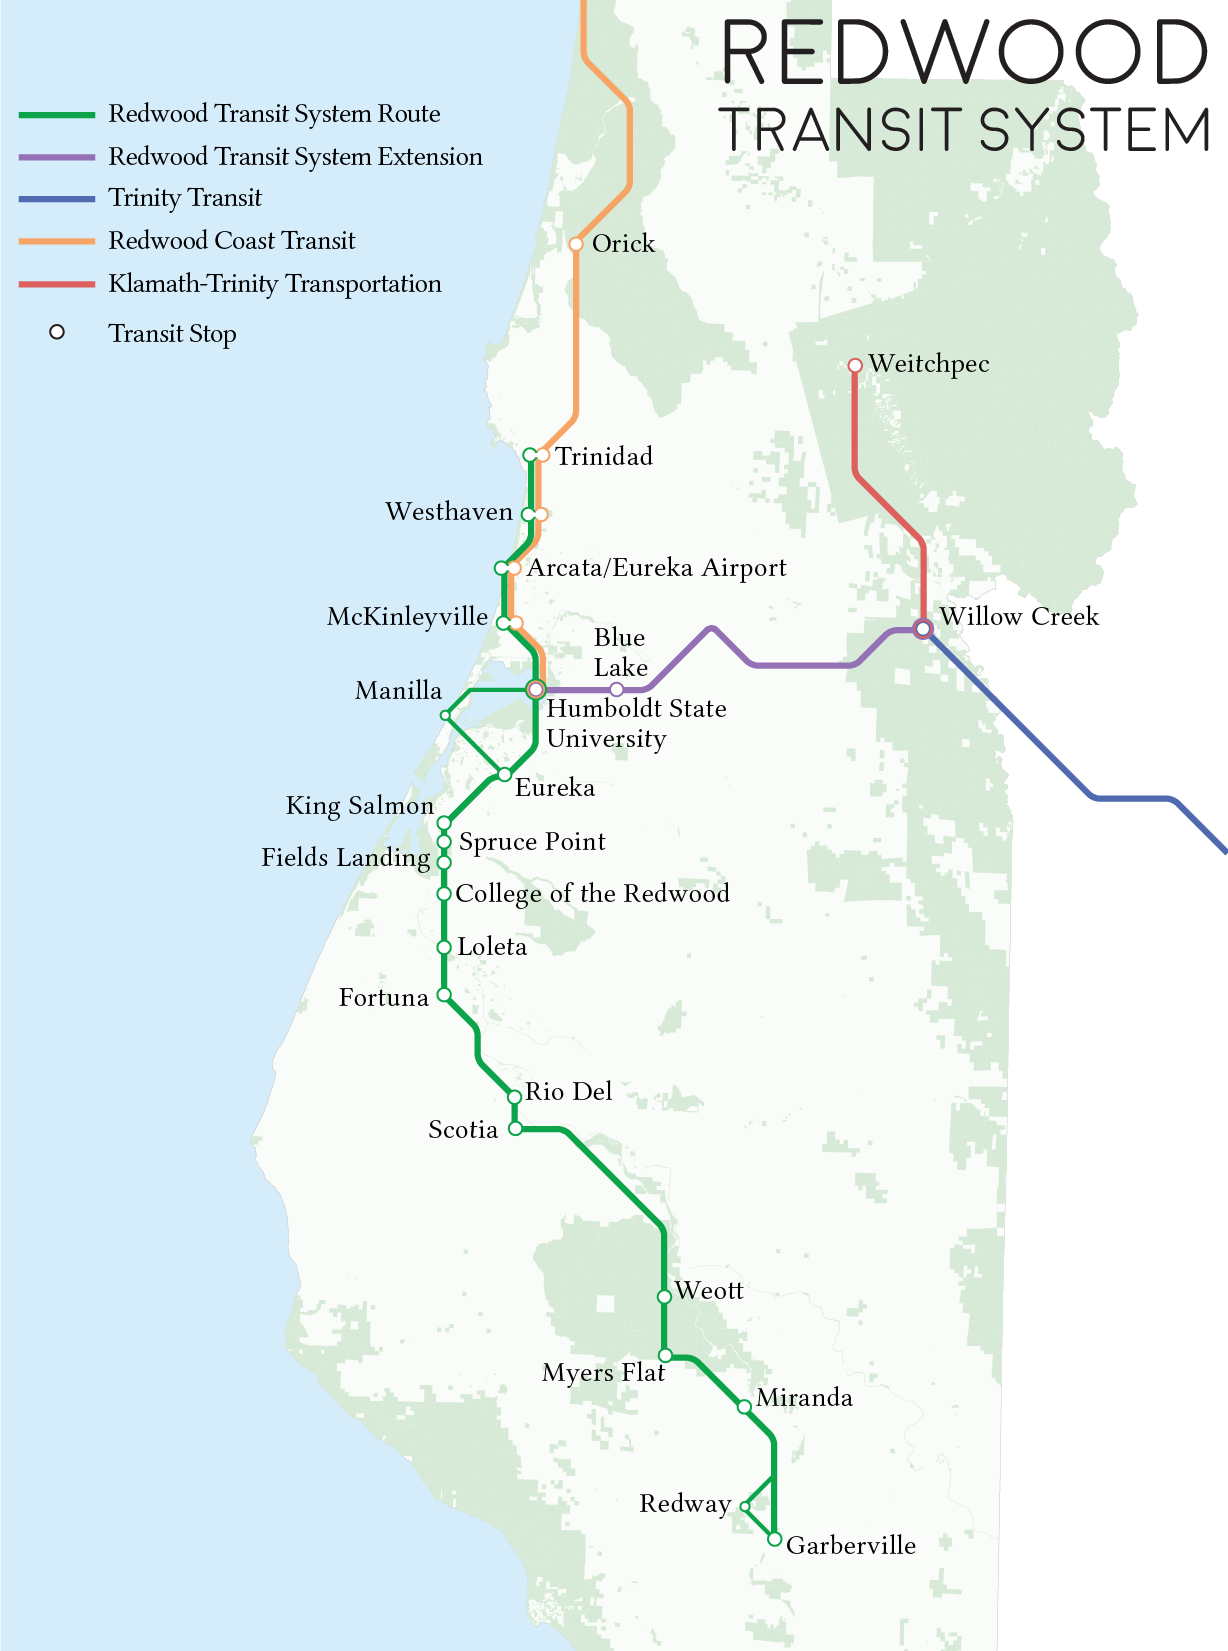 REDWOOD
TRANSIT SYSTEM
Redwood Transit System Route
Redwood Transit System Extension
Trinity Transit
Redwood Coast Transit
Klamath-Trinity Transportation
Transit Stop
Orick
Weitchpec
Trinidad
Westhaven
Arcata/Eureka Airport
McKinleyville
Willow Creek
Blue
Lake
Manilla
Humboldt State
University
Eureka
King Salmon
Spruce Point
Fields Landing
College of the Redwood
Loleta
Fortuna
Rio Del
Scotia
Weott
Myers Flat
Miranda
Redway
Garberville